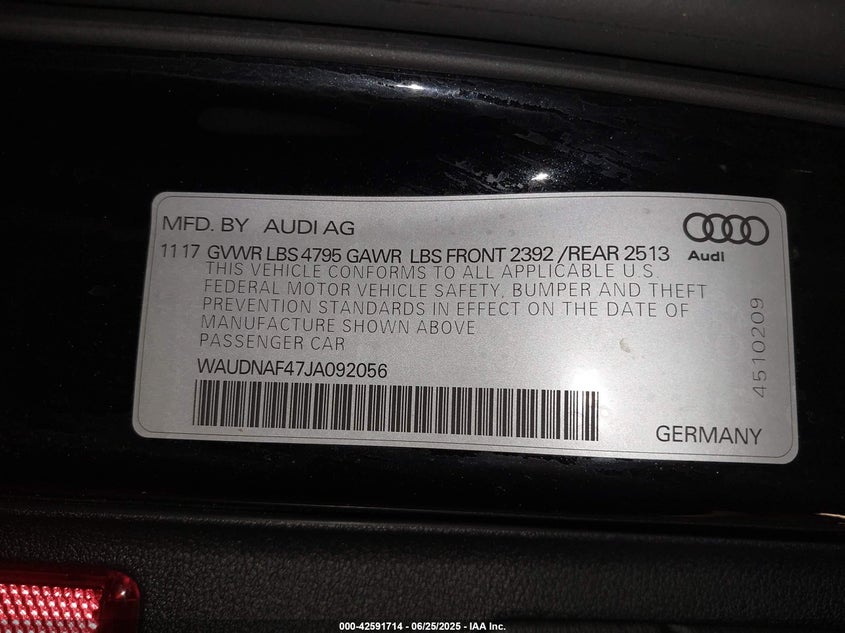 MFD. BY AUDI AG
Audi
11 17 GVWR LBS 4795 GAWR LBS FRONT 2392 /REAR 2513
THIS VEHICLE CONFORMS TO ALL APPLICABLE U.S.
FEDERAL MOTOR VEHICLE SAFETY, BUMPER AND THEFT
PREVENTION STANDARDS IN EFFECT ON THE DATE OF
MANUFACTURE SHOWN ABOVE
PASSENGER CAR
WAUDNAF47JA092056
4510209
GERMANY
000-42591714 - 06/25/2025 - IAA Inc.